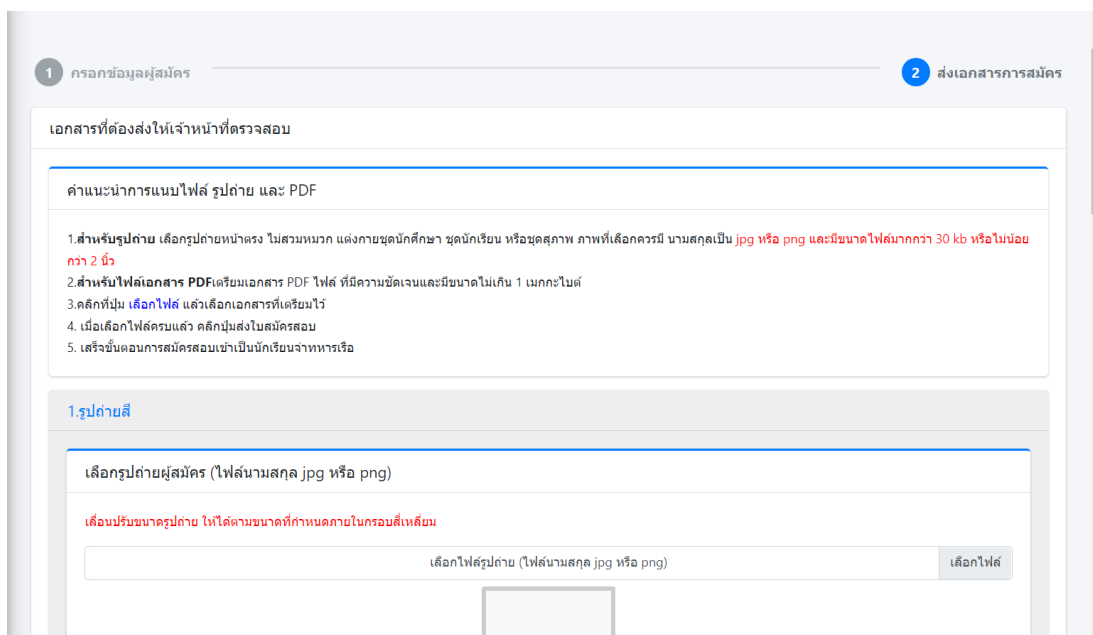 1 กรอกข้อมูลผู้สมัคร
2 ส่งเอกสารการสมัคร
เอกสารที่ต้องส่งให้เจ้าหน้าที่ตรวจสอบ
คำแนะนำการแนบไฟล์ รูปถ่าย และ PDF
1.สำหรับรูปถ่าย เลือกรูปถ่ายหน้าตรง ไม่สวมหมวก แต่งกายชุดนักศึกษา ชุดนักเรียน หรือชุดสุภาพ ภาพที่เลือกควรมี นามสกุลเป็น jpg หรือ png และมีขนาดไฟล์มากกว่า 30 kb หรือไม่น้อย
กว่า 2 นิ้ว
2.สำหรับไฟล์เอกสาร PDFเตรียมเอกสาร PDF ไฟล์ ที่มีความชัดเจนและมีขนาดไม่เกิน 1 เมกกะไบต์
3.คลิกที่ปุ่ม เลือกไฟล์ แล้วเลือกเอกสารที่เตรียมไว้
4. เมื่อเลือกไฟล์ครบแล้ว คลิกปุ่มส่งใบสมัครสอบ
5. เสร็จขั้นตอนการสมัครสอบเข้าเป็นนักเรียนจ่าทหารเรือ
1.รูปถ่ายสี
เลือกรูปถ่ายผู้สมัคร (ไฟล์นามสกุล jpg หรือ png)
เลื่อนปรับขนาดรูปถ่าย ให้ได้ตามขนาดที่กำหนดภายในกรอบสี่เหลี่ยม
เลือกไฟล์รูปถ่าย (ไฟล์นามสกุล jpg หรือ png)
เลือกไฟล์